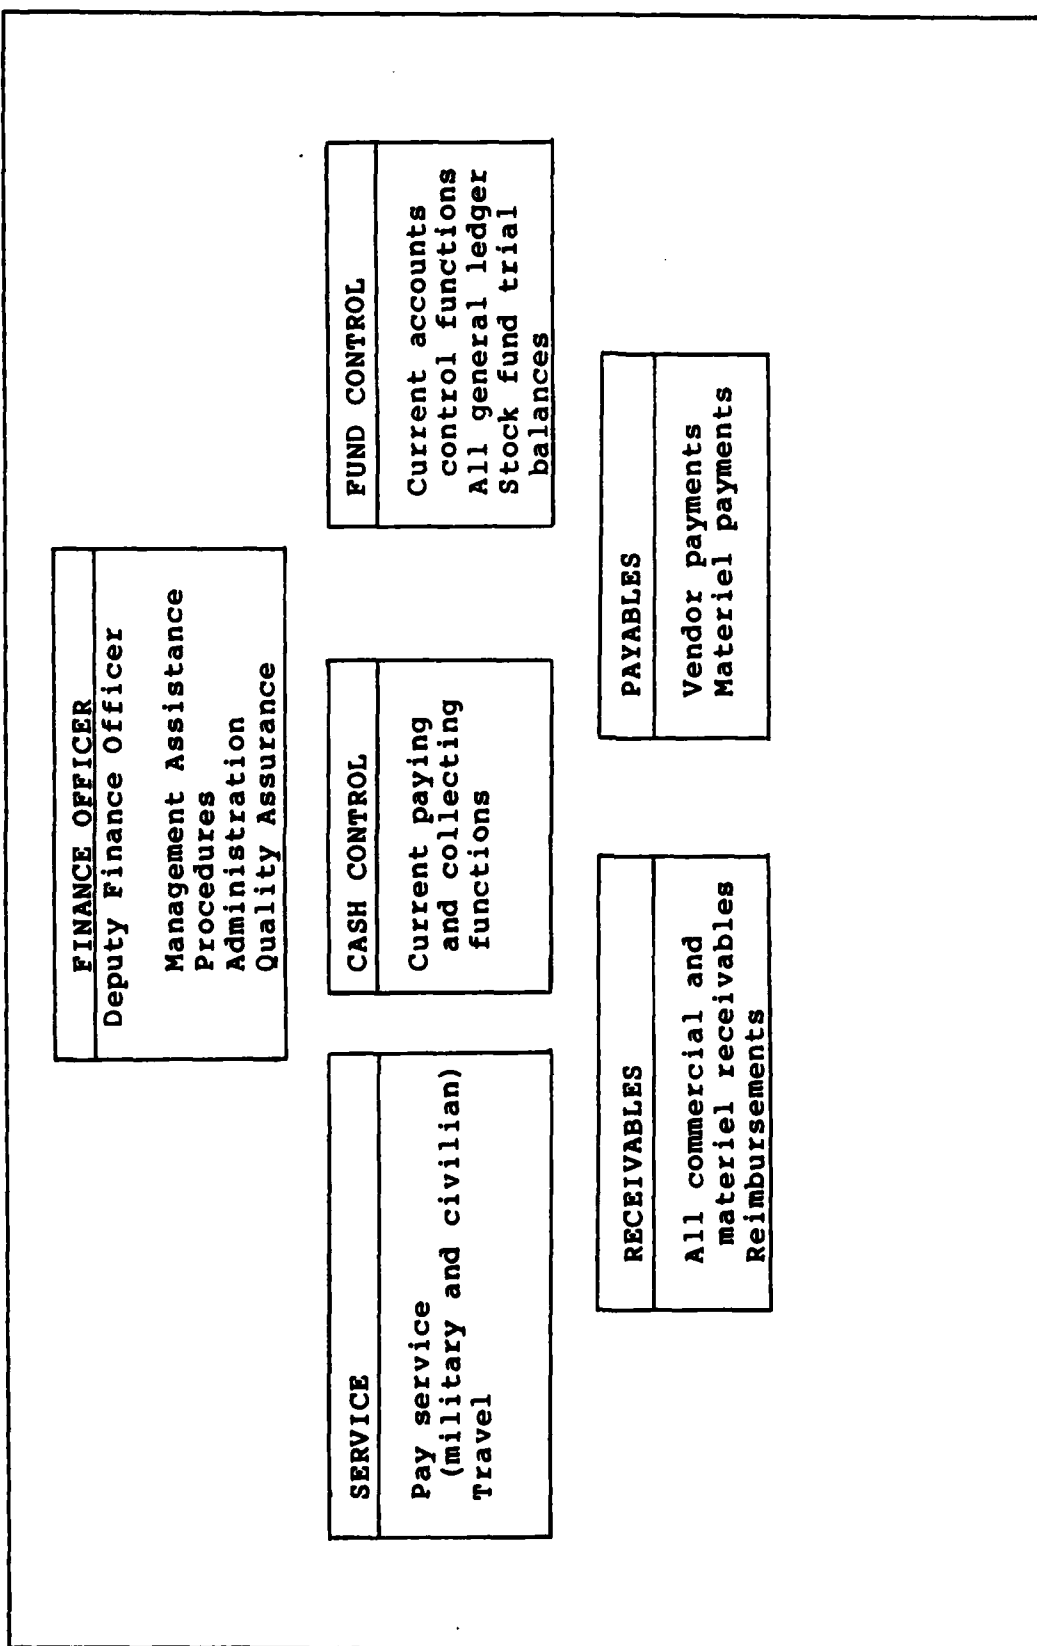 FINANCE OFFICER
Deputy Finance Officer
Management Assistance
Procedures
Administration
Quality Assurance
SERVICE
Pay service
(military and civilian)
Travel
CASH CONTROL
Current paying
and collecting
functions
FUND CONTROL
Current accounts
control functions
All general ledger
Stock fund trial
balances
RECEIVABLES
All commercial and
materiel receivables
Reimbursements
PAYABLES
Vendor payments
Materiel payments